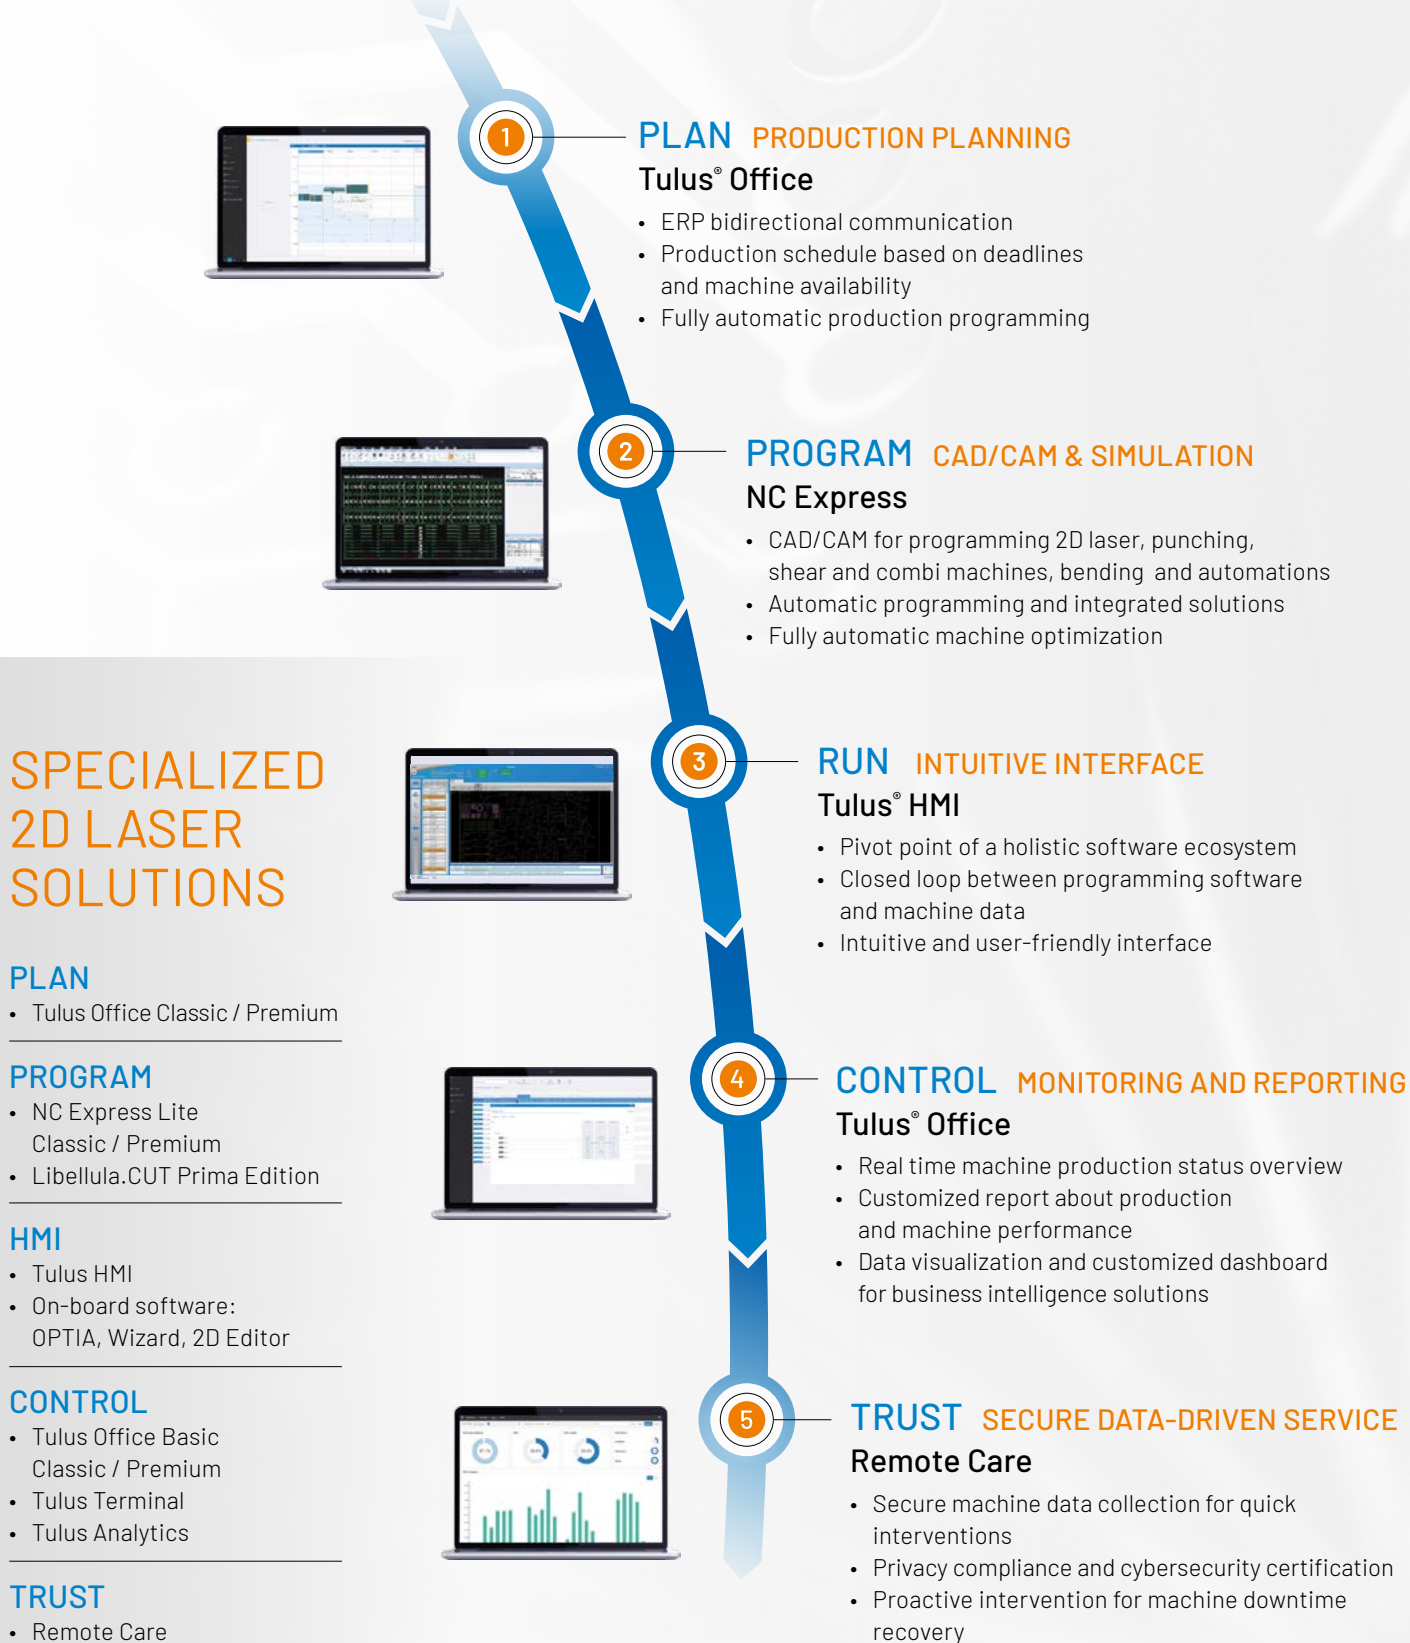 1
PLAN PRODUCTION PLANNING
Tulus® Office
• ERP bidirectional communication
• Production schedule based on deadlines
and machine availability
• Fully automatic production programming
2
PROGRAM CAD/CAM & SIMULATION
NC Express
• CAD/CAM for programming 2D laser, punching,
shear and combi machines, bending and automations
• Automatic programming and integrated solutions
• Fully automatic machine optimization
3
RUN INTUITIVE INTERFACE
Tulus® HMI
• Pivot point of a holistic software ecosystem
• Closed loop between programming software
and machine data
• Intuitive and user-friendly interface
4
CONTROL MONITORING AND REPORTING
Tulus® Office
• Real time machine production status overview
• Customized report about production
and machine performance
• Data visualization and customized dashboard
for business intelligence solutions
5
TRUST SECURE DATA-DRIVEN SERVICE
Remote Care
• Secure machine data collection for quick
interventions
• Privacy compliance and cybersecurity certification
• Proactive intervention for machine downtime
recovery
SPECIALIZED
2D LASER
SOLUTIONS
PLAN
• Tulus Office Classic / Premium
PROGRAM
• NC Express Lite
Classic / Premium
• Libellula.CUT Prima Edition
HMI
• Tulus HMI
• On-board software:
OPTIA, Wizard, 2D Editor
CONTROL
• Tulus Office Basic
Classic / Premium
• Tulus Terminal
• Tulus Analytics
TRUST
• Remote Care